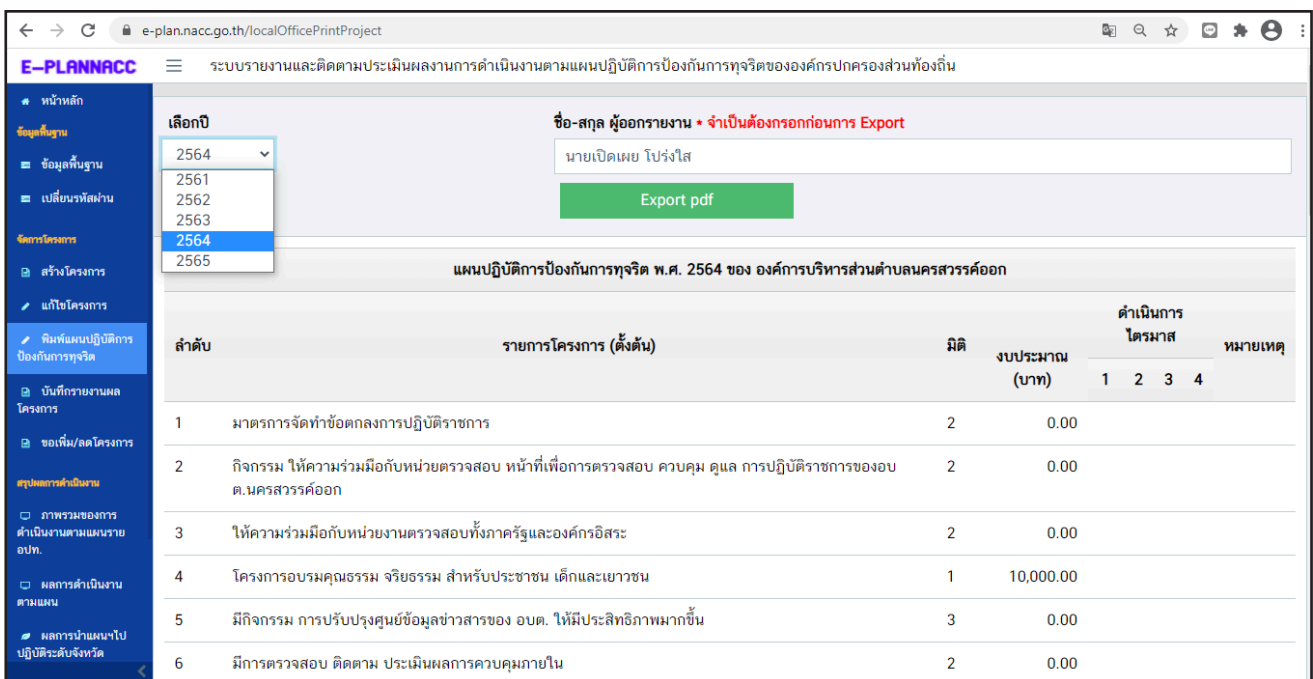 e-plan.nacc.go.th/localOfficePrintProject
E-PLANNACC
ระบบรายงานและติดตามประเมินผลงานการดำเนินงานตามแผนปฏิบัติการป้องกันการทุจริตขององค์กรปกครองส่วนท้องถิ่น
หน้าหลัก
ข้อมูลพื้นฐาน
ข้อมูลพื้นฐาน
เปลี่ยนรหัสผ่าน
จัดการโครงการ
สร้างโครงการ
แก้ไขโครงการ
พิมพ์แผนปฏิบัติการ
ป้องกันการทุจริต
บันทึกรายงานผล
โครงการ
ขอเพิ่ม/ลดโครงการ
สรุปผลการดำเนินงาน
ภาพรวมของการ
ดำเนินงานตามแผนราย
อปท.
ผลการดำเนินงาน
ตามแผน
ผลการนำแผนฯไป
ปฏิบัติระดับจังหวัด
เลือกปี
2564
2561
2562
2563
2564
2565
ชื่อ-สกุล ผู้ออกรายงาน * จำเป็นต้องกรอกก่อนการ Export
นายเปิดเผย โปร่งใส
Export pdf
แผนปฏิบัติการป้องกันการทุจริต พ.ศ. 2564 ของ องค์การบริหารส่วนตำบลนครสวรรค์ออก
ลำดับ รายการโครงการ (ตั้งต้น) มิติ งบประมาณ (บาท) ดำเนินการ ไตรมาส หมายเหตุ
1 2 3 4
1 มาตรการจัดทำข้อตกลงการปฏิบัติราชการ 2 0.00
2 กิจกรรม ให้ความร่วมมือกับหน่วยตรวจสอบ หน้าที่เพื่อการตรวจสอบ ควบคุม ดูแล การปฏิบัติราชการของอบ 2 0.00
ต.นครสวรรค์ออก
3 ให้ความร่วมมือกับหน่วยงานตรวจสอบทั้งภาครัฐและองค์กรอิสระ 2 0.00
4 โครงการอบรมคุณธรรม จริยธรรม สำหรับประชาชน เด็กและเยาวชน 1 10,000.00
5 มีกิจกรรม การปรับปรุงศูนย์ข้อมูลข่าวสารของ อบต. ให้มีประสิทธิภาพมากขึ้น 3 0.00
6 มีการตรวจสอบ ติดตาม ประเมินผลการควบคุมภายใน 2 0.00